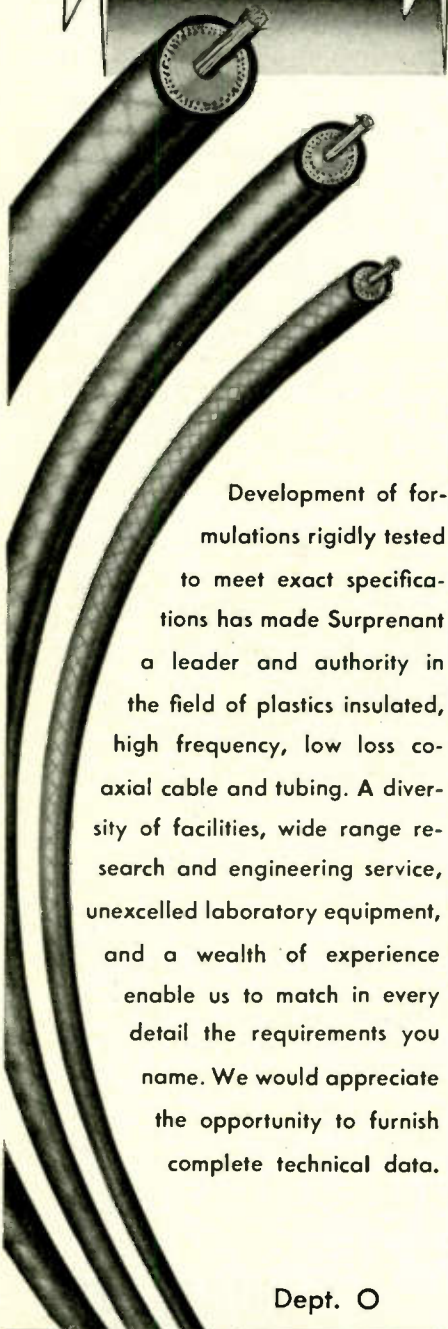 Development of for-
mulations rigidly tested
to meet exact specifica-
tions has made Surprenant
a leader and authority in
the field of plastics insulated,
high frequency, low loss co-
axial cable and tubing. A diver-
sity of facilities, wide range re-
search and engineering service,
unexcelled laboratory equipment,
and a wealth of experience
enable us to match in every
detail the requirements you
name. We would appreciate
the opportunity to furnish
complete technical data.
Dept. O